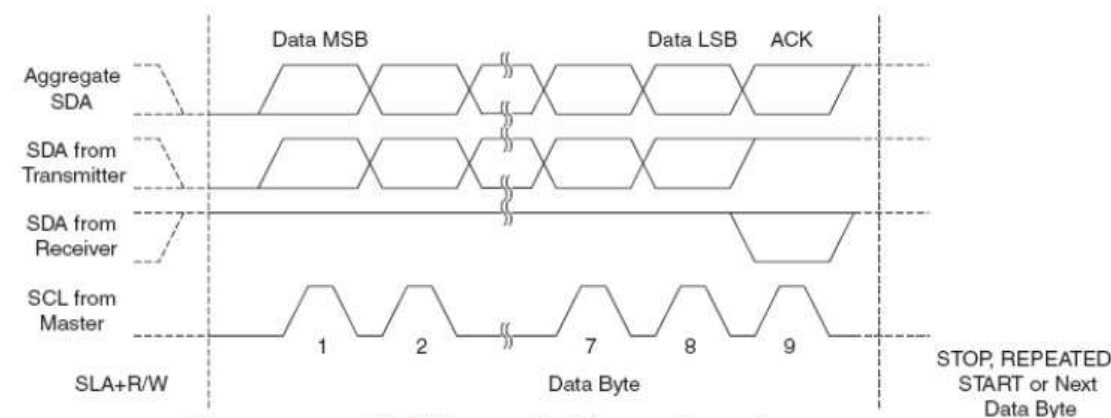 Data MSB
Data LSB
ACK
Aggregate
SDA
SDA from
Transmitter
SDA from
Receiver
SCL from
Master
1
2
7
8
9
SLA+R/W
Data Byte
STOP, REPEATED
START or Next
Data Byte